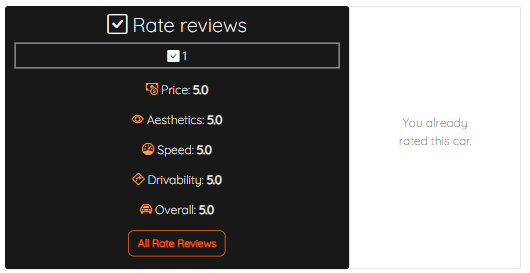 Rate reviews
1
Price: 5.0
Aesthetics: 5.0
Speed: 5.0
Drivability: 5.0
Overall: 5.0
All Rate Reviews
You already
rated this car.